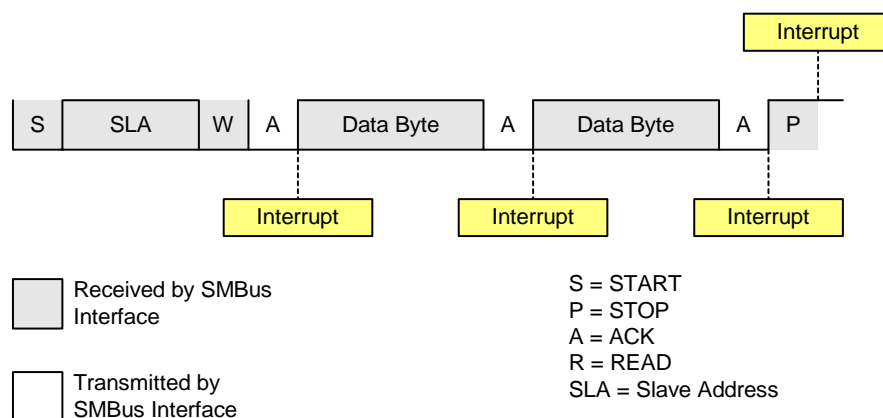 Interrupt
S SLA W A Data Byte A Data Byte A P
Interrupt Interrupt Interrupt
Received by SMBus
Interface
Transmitted by
SMBus Interface
S = START
P = STOP
A = ACK
R = READ
SLA = Slave Address